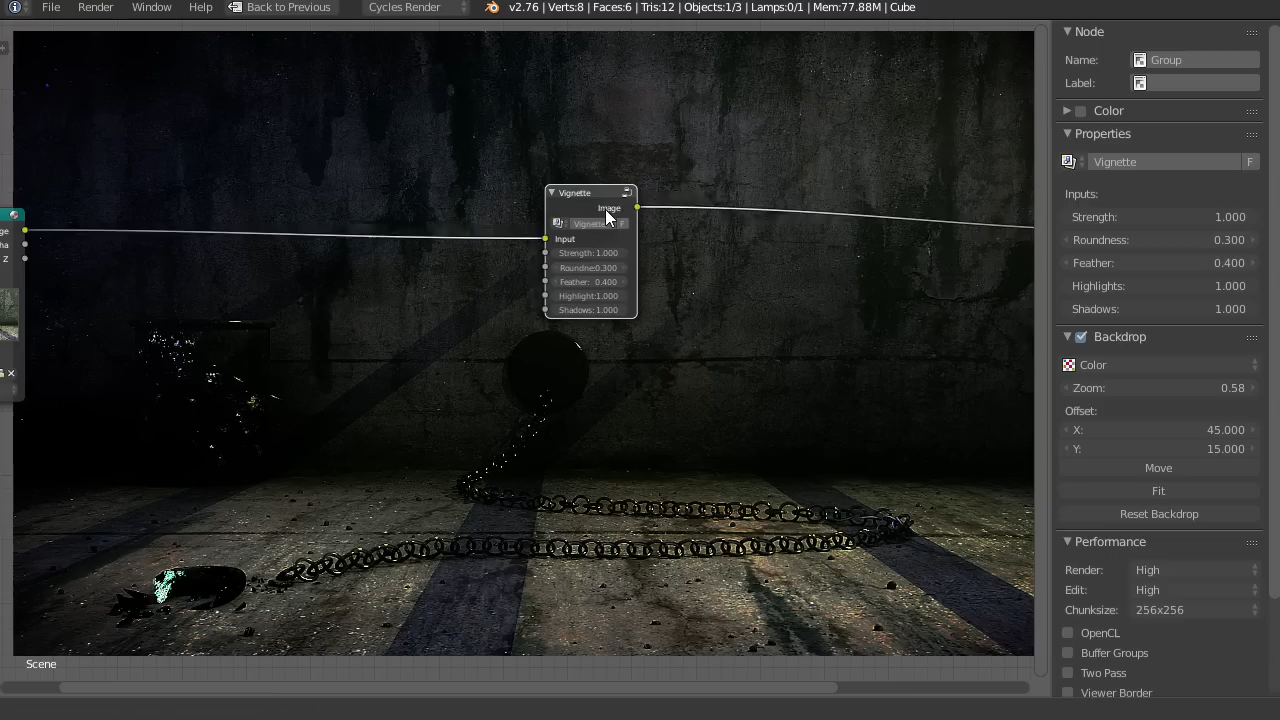 File Render Window Help Back to Previous Cycles Render v2.76 | Verts:8 | Faces:6 | Tris:12 | Objects:1/3 | Lamps:0/1 | Mem:77.88M | Cube
Node
Name: Group
Label:
Color
Properties
Vignette F
Inputs:
Strength: 1.000
Roundness: 0.300
Feather: 0.400
Highlights: 1.000
Shadows: 1.000
Backdrop
Color
Zoom: 0.58
Offset:
X: 45.000
Y: 15.000
Move
Fit
Reset Backdrop
Performance
Render: High
Edit: High
Chunksize: 256x256
OpenCL
Buffer Groups
Two Pass
Viewer Border
Vignette
Image
Vignette F
Input
Strength: 1.000
Roundne:0.300
Feather: 0.400
Highlight:1.000
Shadows: 1.000
ge
ha
Z
Scene